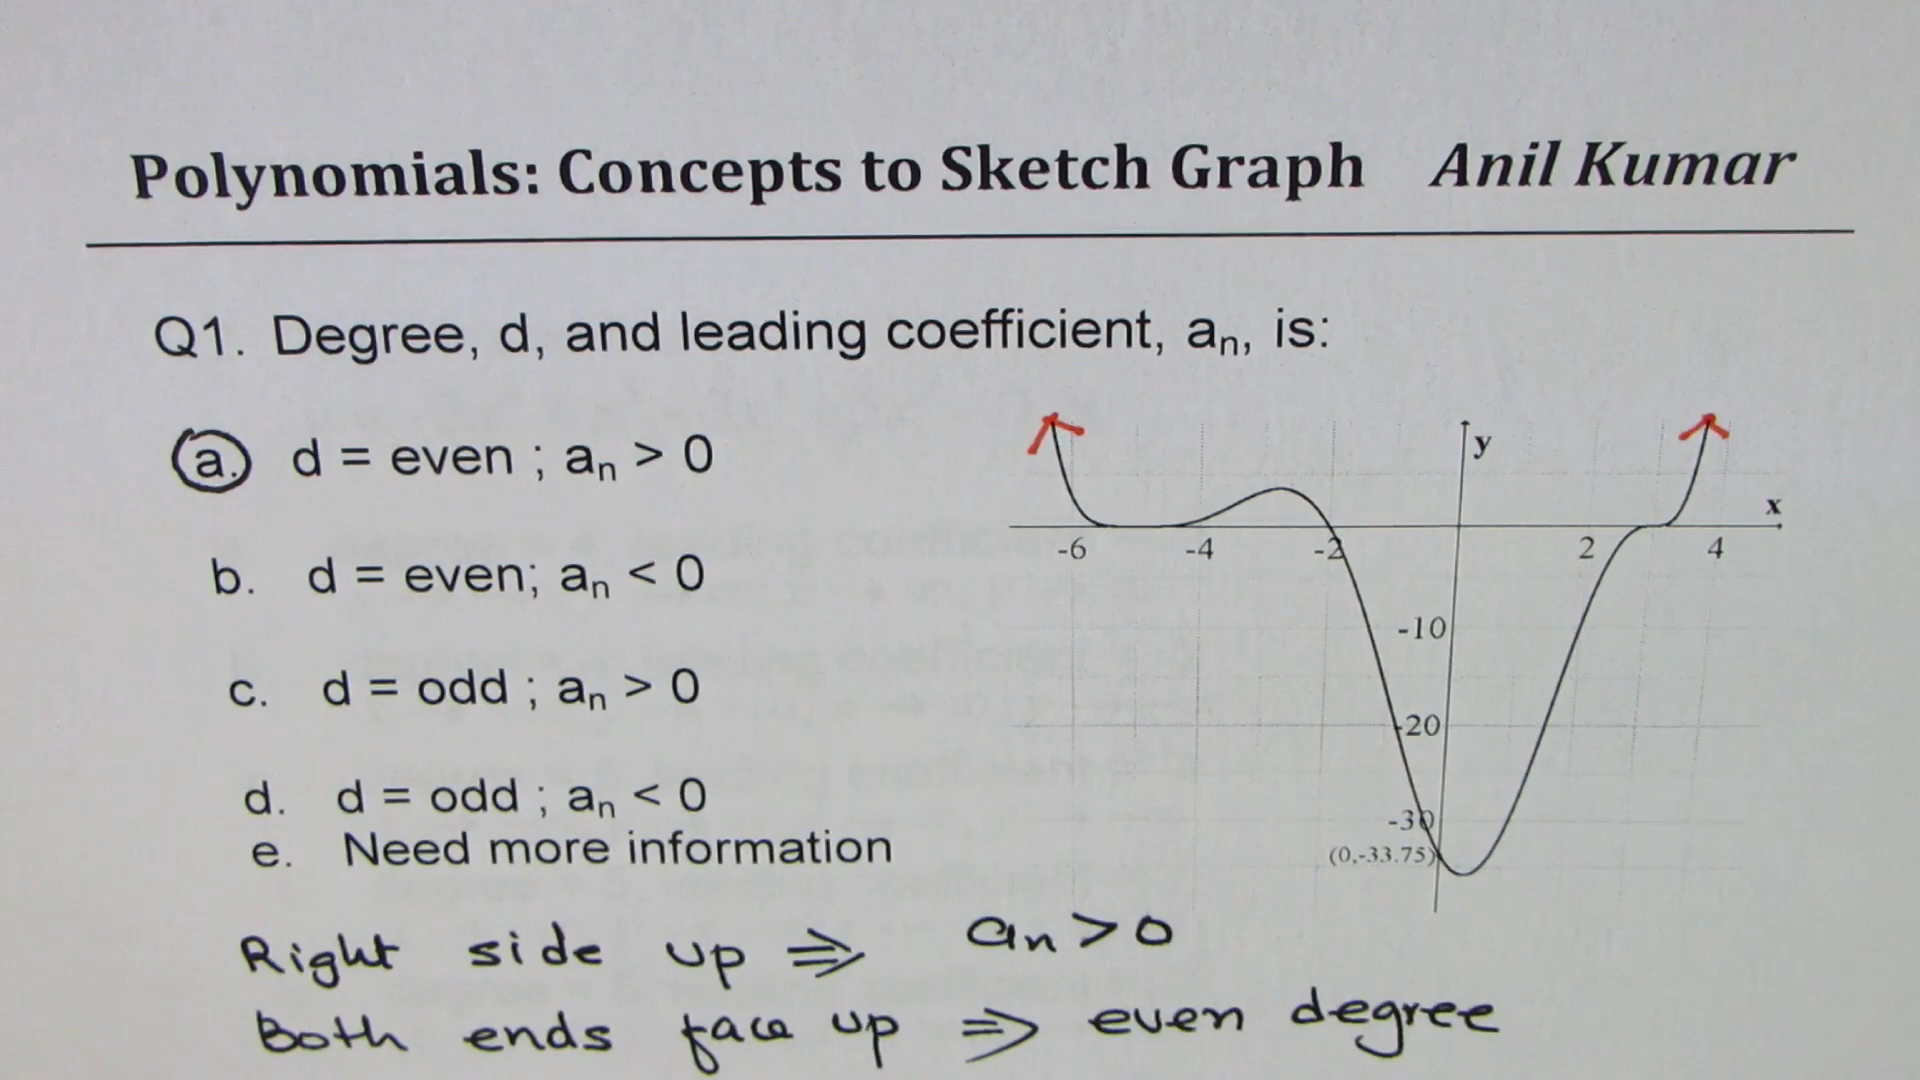 Polynomials: Concepts to Sketch Graph Anil Kumar
Q1. Degree, d, and leading coefficient, aₙ, is:
a. d = even ; aₙ > 0
b. d = even; aₙ < 0
c. d = odd ; aₙ > 0
d. d = odd ; aₙ < 0
e. Need more information
y
x
-6 -4 -2 2 4
-10
-20
-30
(0,-33.75)
Right side up ⇒ aₙ > 0
Both ends face up ⇒ even degree